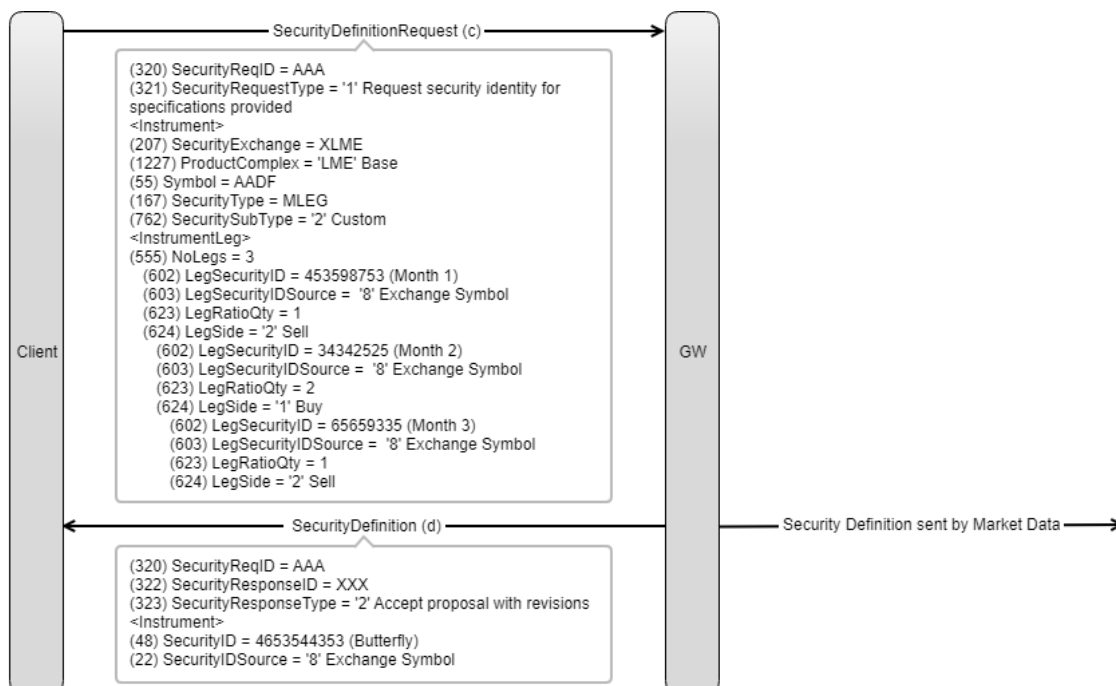 SecurityDefinitionRequest (c)
(320) SecurityReqID = AAA
(321) SecurityRequestType = '1' Request security identity for
specifications provided
<Instrument>
(207) SecurityExchange = XLME
(1227) ProductComplex = 'LME' Base
(55) Symbol = AADF
(167) SecurityType = MLEG
(762) SecuritySubType = '2' Custom
<InstrumentLeg>
(555) NoLegs = 3
(602) LegSecurityID = 453598753 (Month 1)
(603) LegSecurityIDSource =  '8' Exchange Symbol
(623) LegRatioQty = 1
(624) LegSide = '2' Sell
(602) LegSecurityID = 34342525 (Month 2)
(603) LegSecurityIDSource =  '8' Exchange Symbol
(623) LegRatioQty = 2
(624) LegSide = '1' Buy
(602) LegSecurityID = 65659335 (Month 3)
(603) LegSecurityIDSource =  '8' Exchange Symbol
(623) LegRatioQty = 1
(624) LegSide = '2' Sell
Client
GW
SecurityDefinition (d)
Security Definition sent by Market Data
(320) SecurityReqID = AAA
(322) SecurityResponseID = XXX
(323) SecurityResponseType = '2' Accept proposal with revisions
<Instrument>
(48) SecurityID = 4653544353 (Butterfly)
(22) SecurityIDSource = '8' Exchange Symbol